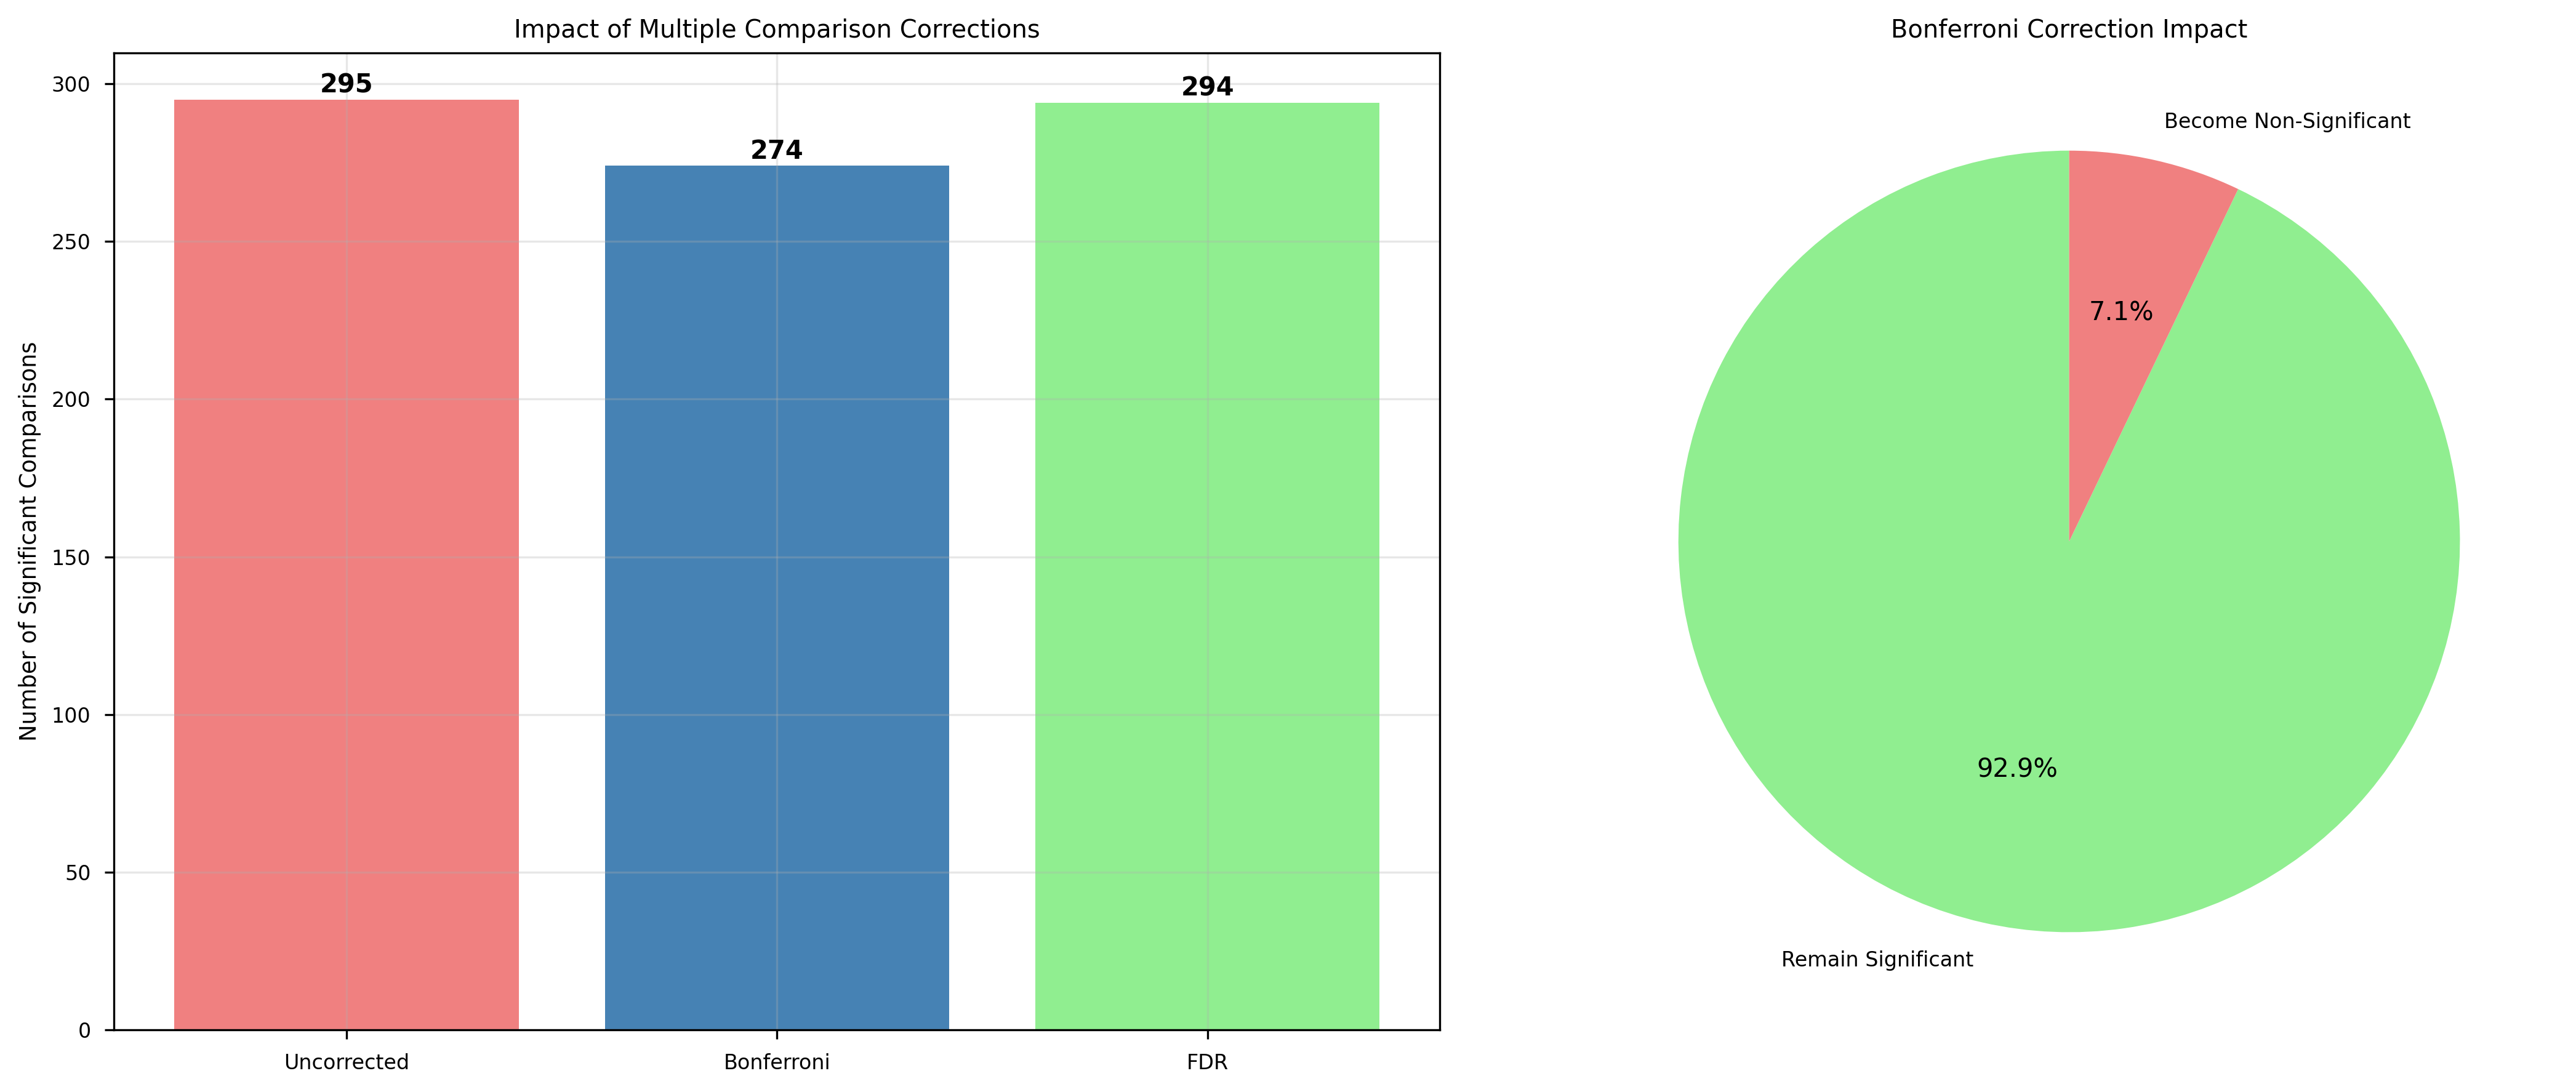 Impact of Multiple Comparison Corrections
Number of Significant Comparisons
300
250
200
150
100
50
0
295
274
294
Uncorrected
Bonferroni
FDR
Bonferroni Correction Impact
Become Non-Significant
7.1%
92.9%
Remain Significant